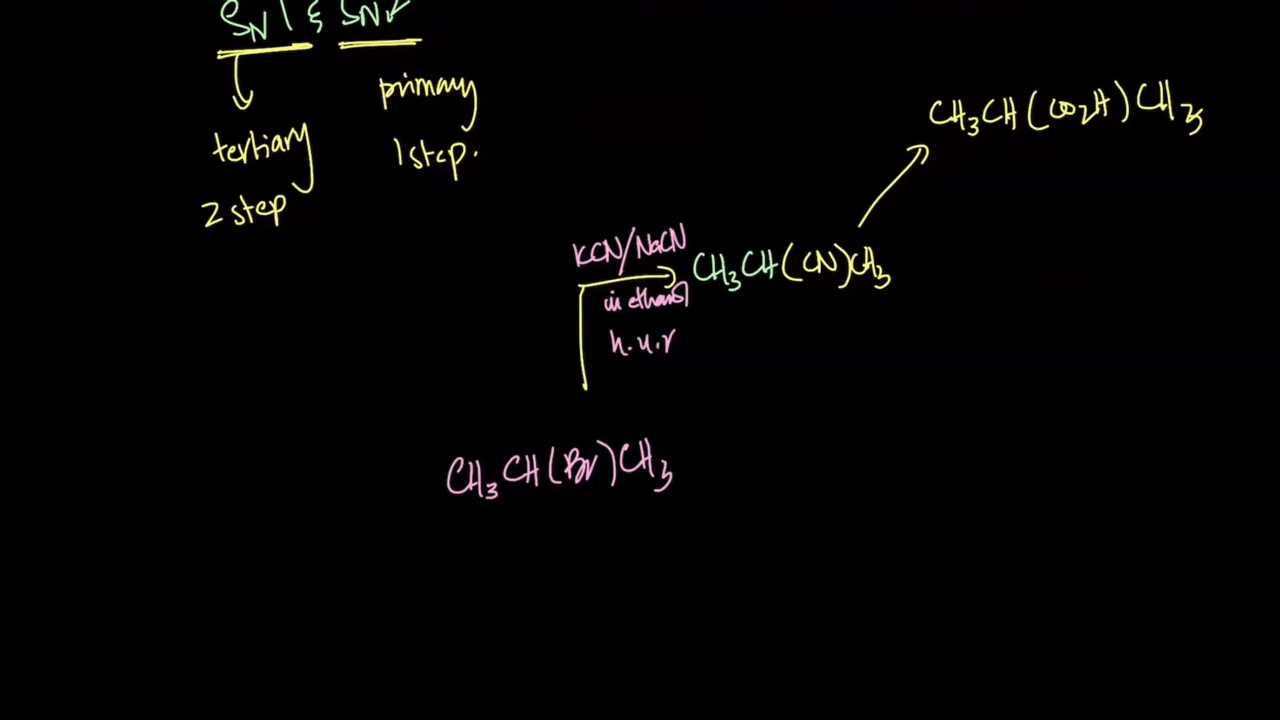 SN1 & SN2
primary
tertiary
1 step.
2 step
CH3CH(CO2H)CH3
KCN/NaCN
CH3CH(CN)CH3
in ethanol
h.u.r
CH3CH(Br)CH3